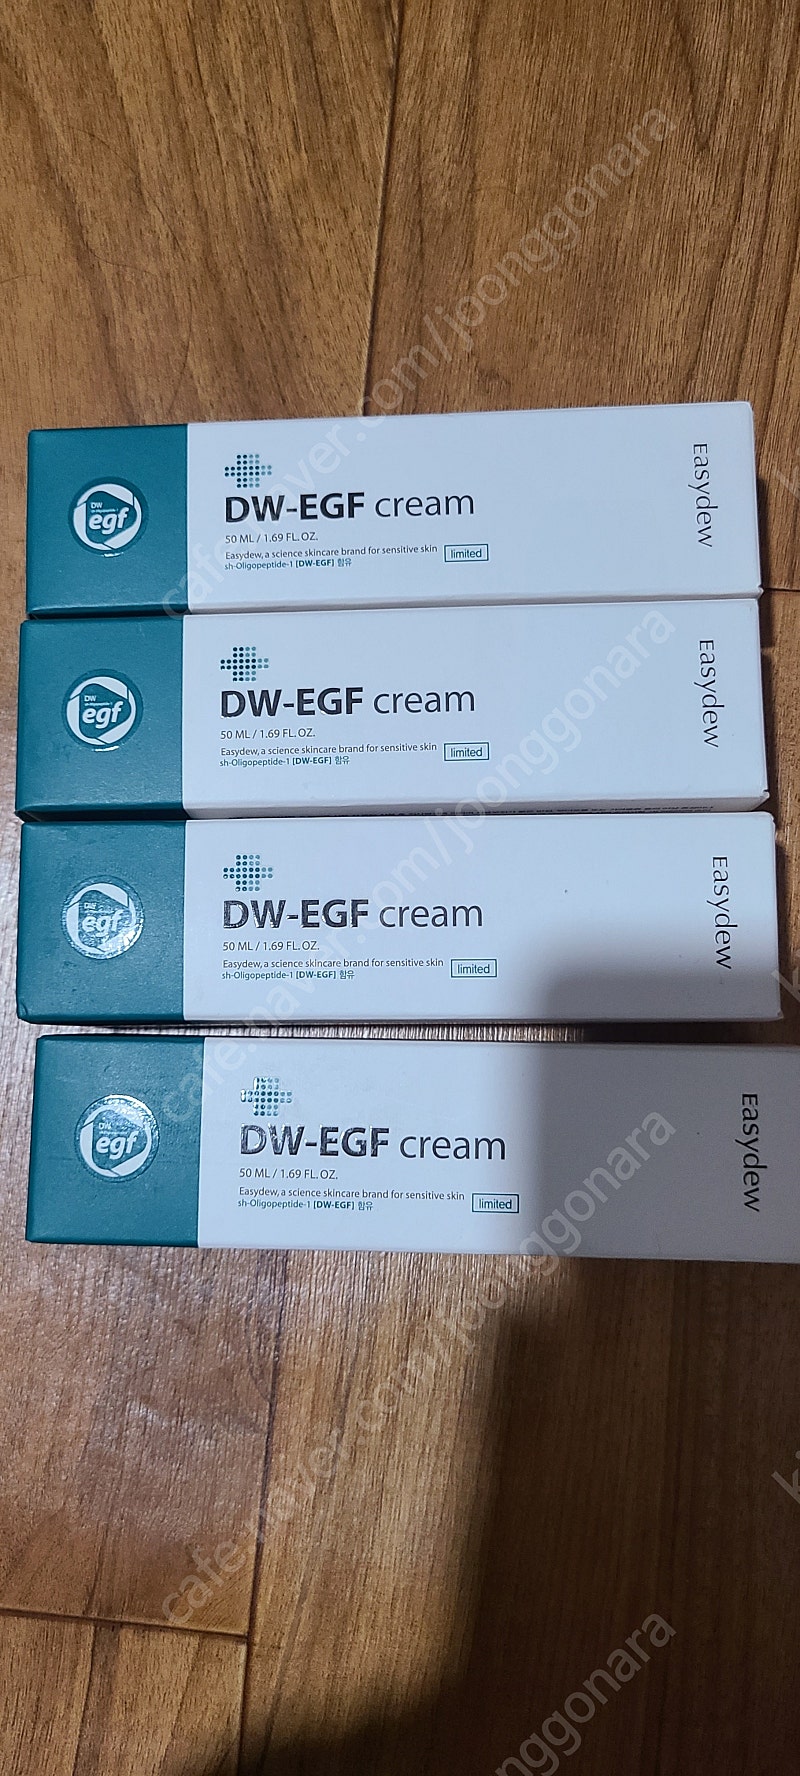 DW
egf
DW-EGF cream
50 ML / 1.69 FL.OZ.
Easydew, a science skincare brand for sensitive skin
sh-Oligopeptide-1 [DW-EGF] 함유
limited
Easydew
DW
egf
DW-EGF cream
50 ML / 1.69 FL.OZ.
Easydew, a science skincare brand for sensitive skin
sh-Oligopeptide-1 [DW-EGF] 함유
limited
Easydew
DW
egf
DW-EGF cream
50 ML / 1.69 FL.OZ.
Easydew, a science skincare brand for sensitive skin
sh-Oligopeptide-1 [DW-EGF] 함유
limited
Easydew
DW
egf
DW-EGF cream
50 ML / 1.69 FL.OZ.
Easydew, a science skincare brand for sensitive skin
sh-Oligopeptide-1 [DW-EGF] 함유
limited
Easydew
cafe.naver.com/joonggonara
cafe.naver.com/joonggonara
cafe.naver.com/joonggonara